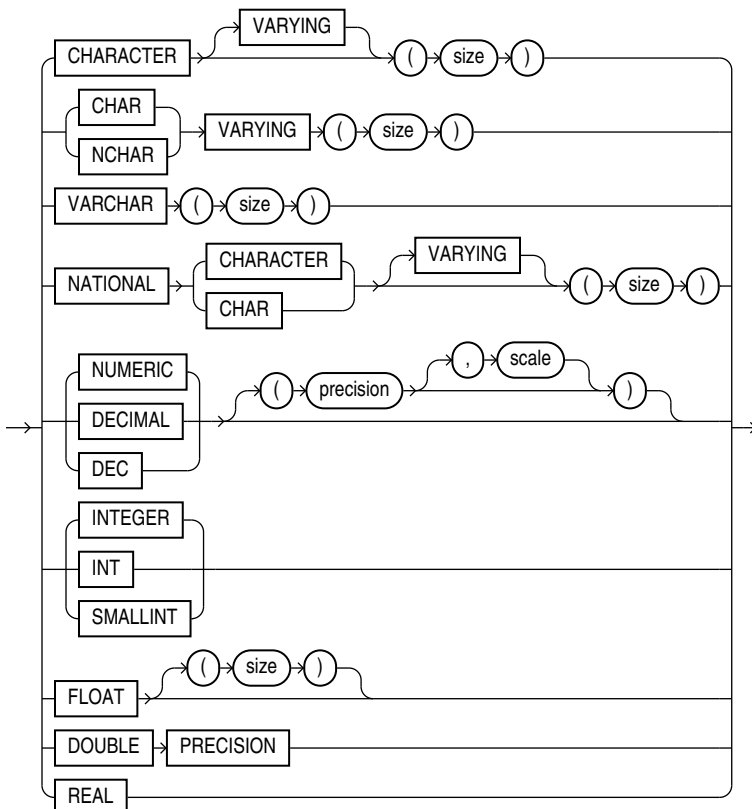 VARYING
CHARACTER ( size )
CHAR
VARYING ( size )
NCHAR
VARCHAR ( size )
CHARACTER VARYING
NATIONAL ( size )
CHAR
NUMERIC , scale
( precision )
DECIMAL
DEC
INTEGER
INT
SMALLINT
( size )
FLOAT
DOUBLE PRECISION
REAL